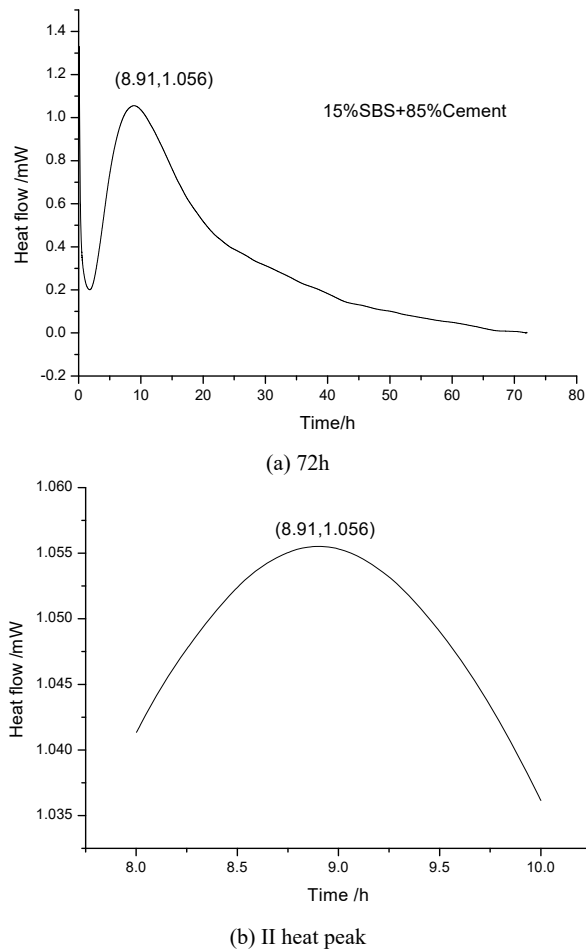 1.4
(8.91,1.056)
1.2
15%SBS+85%Cement
1.0
0.8
0.6
0.4
0.2
0.0
-0.2
Heat flow /mW
0 10 20 30 40 50 60 70 80
Time/h
(a) 72h
1.060
(8.91,1.056)
1.055
1.050
1.045
1.040
1.035
Heat flow /mW
8.0 8.5 9.0 9.5 10.0
Time /h
(b) II heat peak